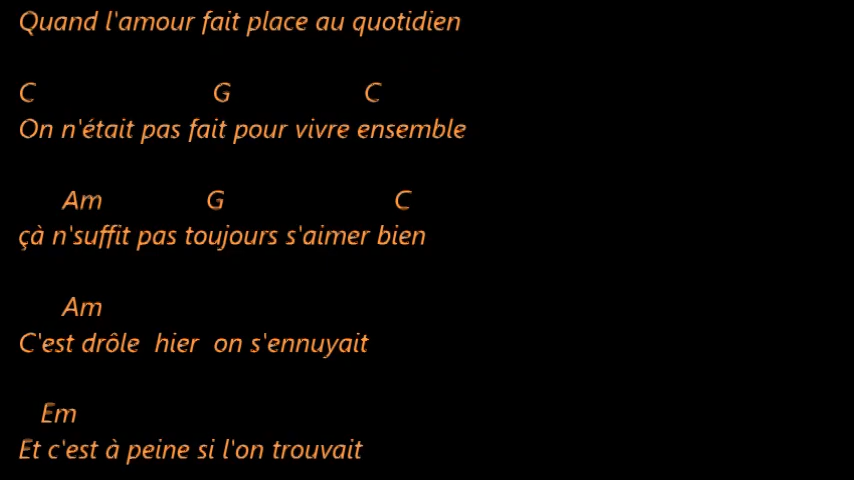 Quand l'amour fait place au quotidien
C G C
On n'était pas fait pour vivre ensemble
Am G C
çà n'suffit pas toujours s'aimer bien
Am
C'est drôle hier on s'ennuyait
Em
Et c'est à peine si l'on trouvait